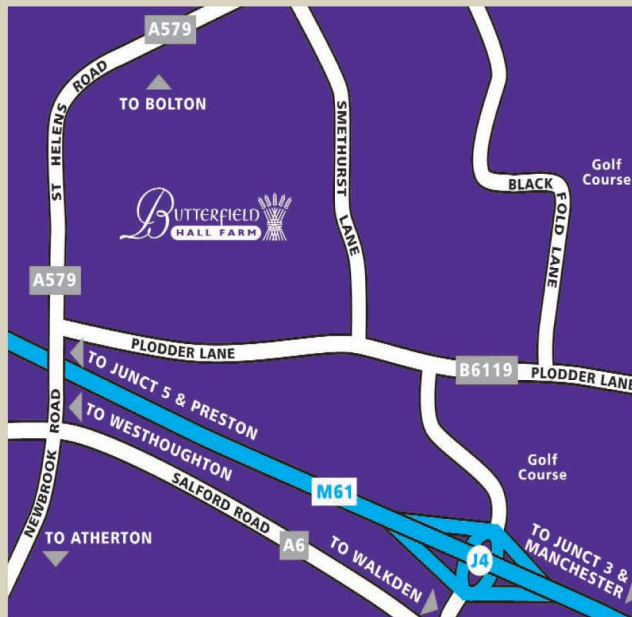 A579
ST HELENS ROAD
TO BOLTON
SMETHURST LANE
BLACK FOLD LANE
Golf
Course
BUTTERFIELD
HALL FARM
A579
PLODDER LANE
B6119
PLODDER LANE
TO JUNCT 5 & PRESTON
TO WESTHOUGHTON
NEWBROOK ROAD
SALFORD ROAD
M61
Golf
Course
TO ATHERTON
A6
TO WALKDEN
J4
TO JUNCT 3 &
MANCHESTER